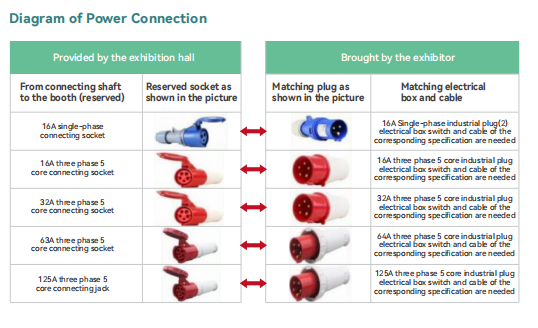 Diagram of Power Connection
Provided by the exhibition hall
Brought by the exhibitor
From connecting shaft
to the booth (reserved)
Reserved socket as
shown in the picture
Matching plug as
shown in the picture
Matching electrical
box and cable
16A single-phase
connecting socket
16A Single-phase industrial plug(2)
electrical box switch and cable of the
corresponding specification are needed
16A three phase 5
core connecting socket
16A three phase 5 core industrial plug
electrical box switch and cable of the
corresponding specification are needed
32A three phase 5
core connecting socket
32A three phase 5 core industrial plug
electrical box switch and cable of the
corresponding specification are needed
63A three phase 5
core connecting socket
64A three phase 5 core industrial plug
electrical box switch and cable of the
corresponding specification are needed
125A three phase 5
core connecting jack
125A three phase 5 core industrial plug
electrical box switch and cable of the
corresponding specification are needed